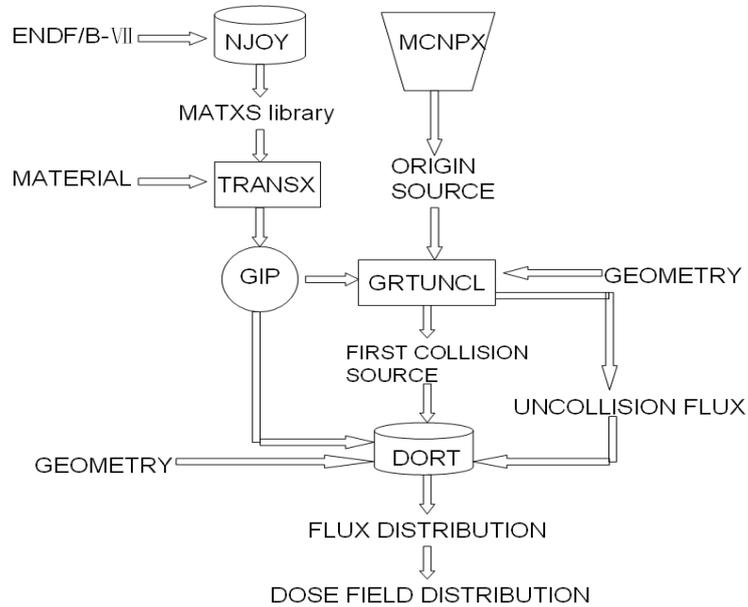 ENDF/B-Ⅶ
NJOY
MCNPX
MATXS library
MATERIAL
TRANSX
ORIGIN
SOURCE
GIP
GRTUNCL
GEOMETRY
FIRST COLLISION
SOURCE
UNCOLLISION FLUX
GEOMETRY
DORT
FLUX DISTRIBUTION
DOSE FIELD DISTRIBUTION